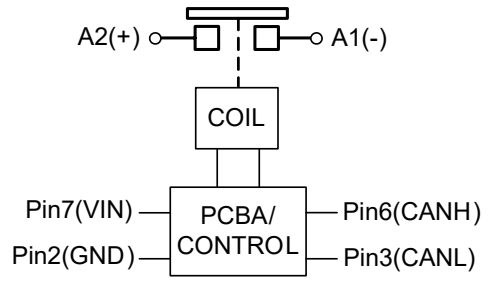 A2(+)
A1(-)
COIL
Pin7(VIN)
PCBA/
CONTROL
Pin6(CANH)
Pin2(GND)
Pin3(CANL)